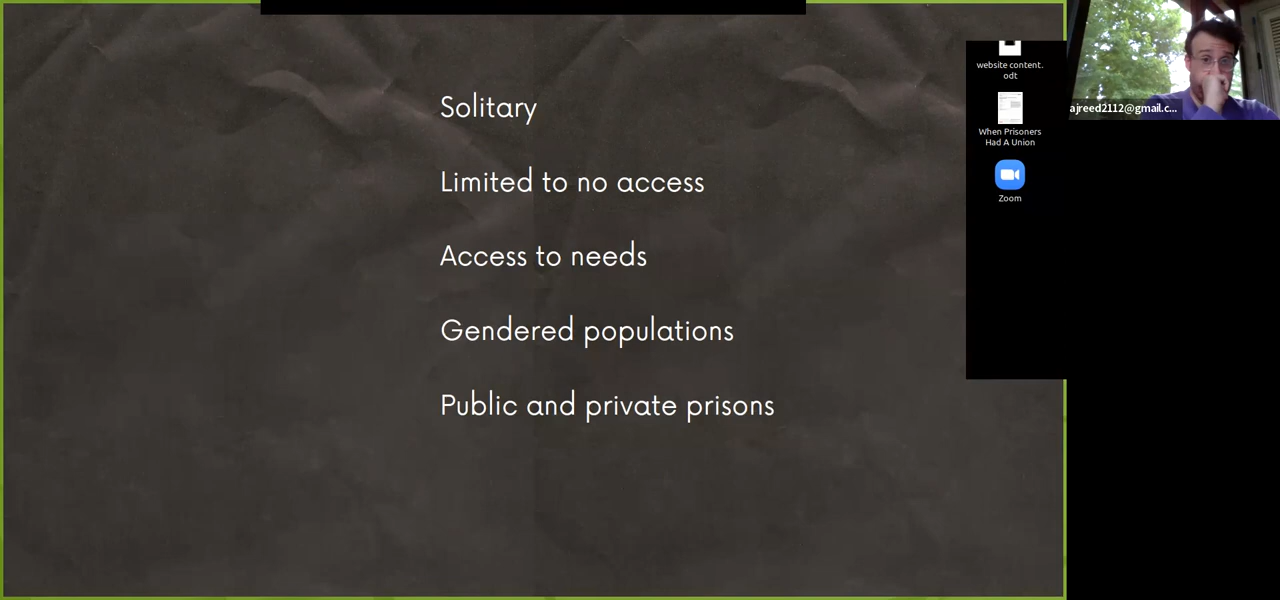 Solitary
Limited to no access
Access to needs
Gendered populations
Public and private prisons
website content.
odt
When Prisoners
Had A Union
Zoom
ajreed2112@gmail.c...